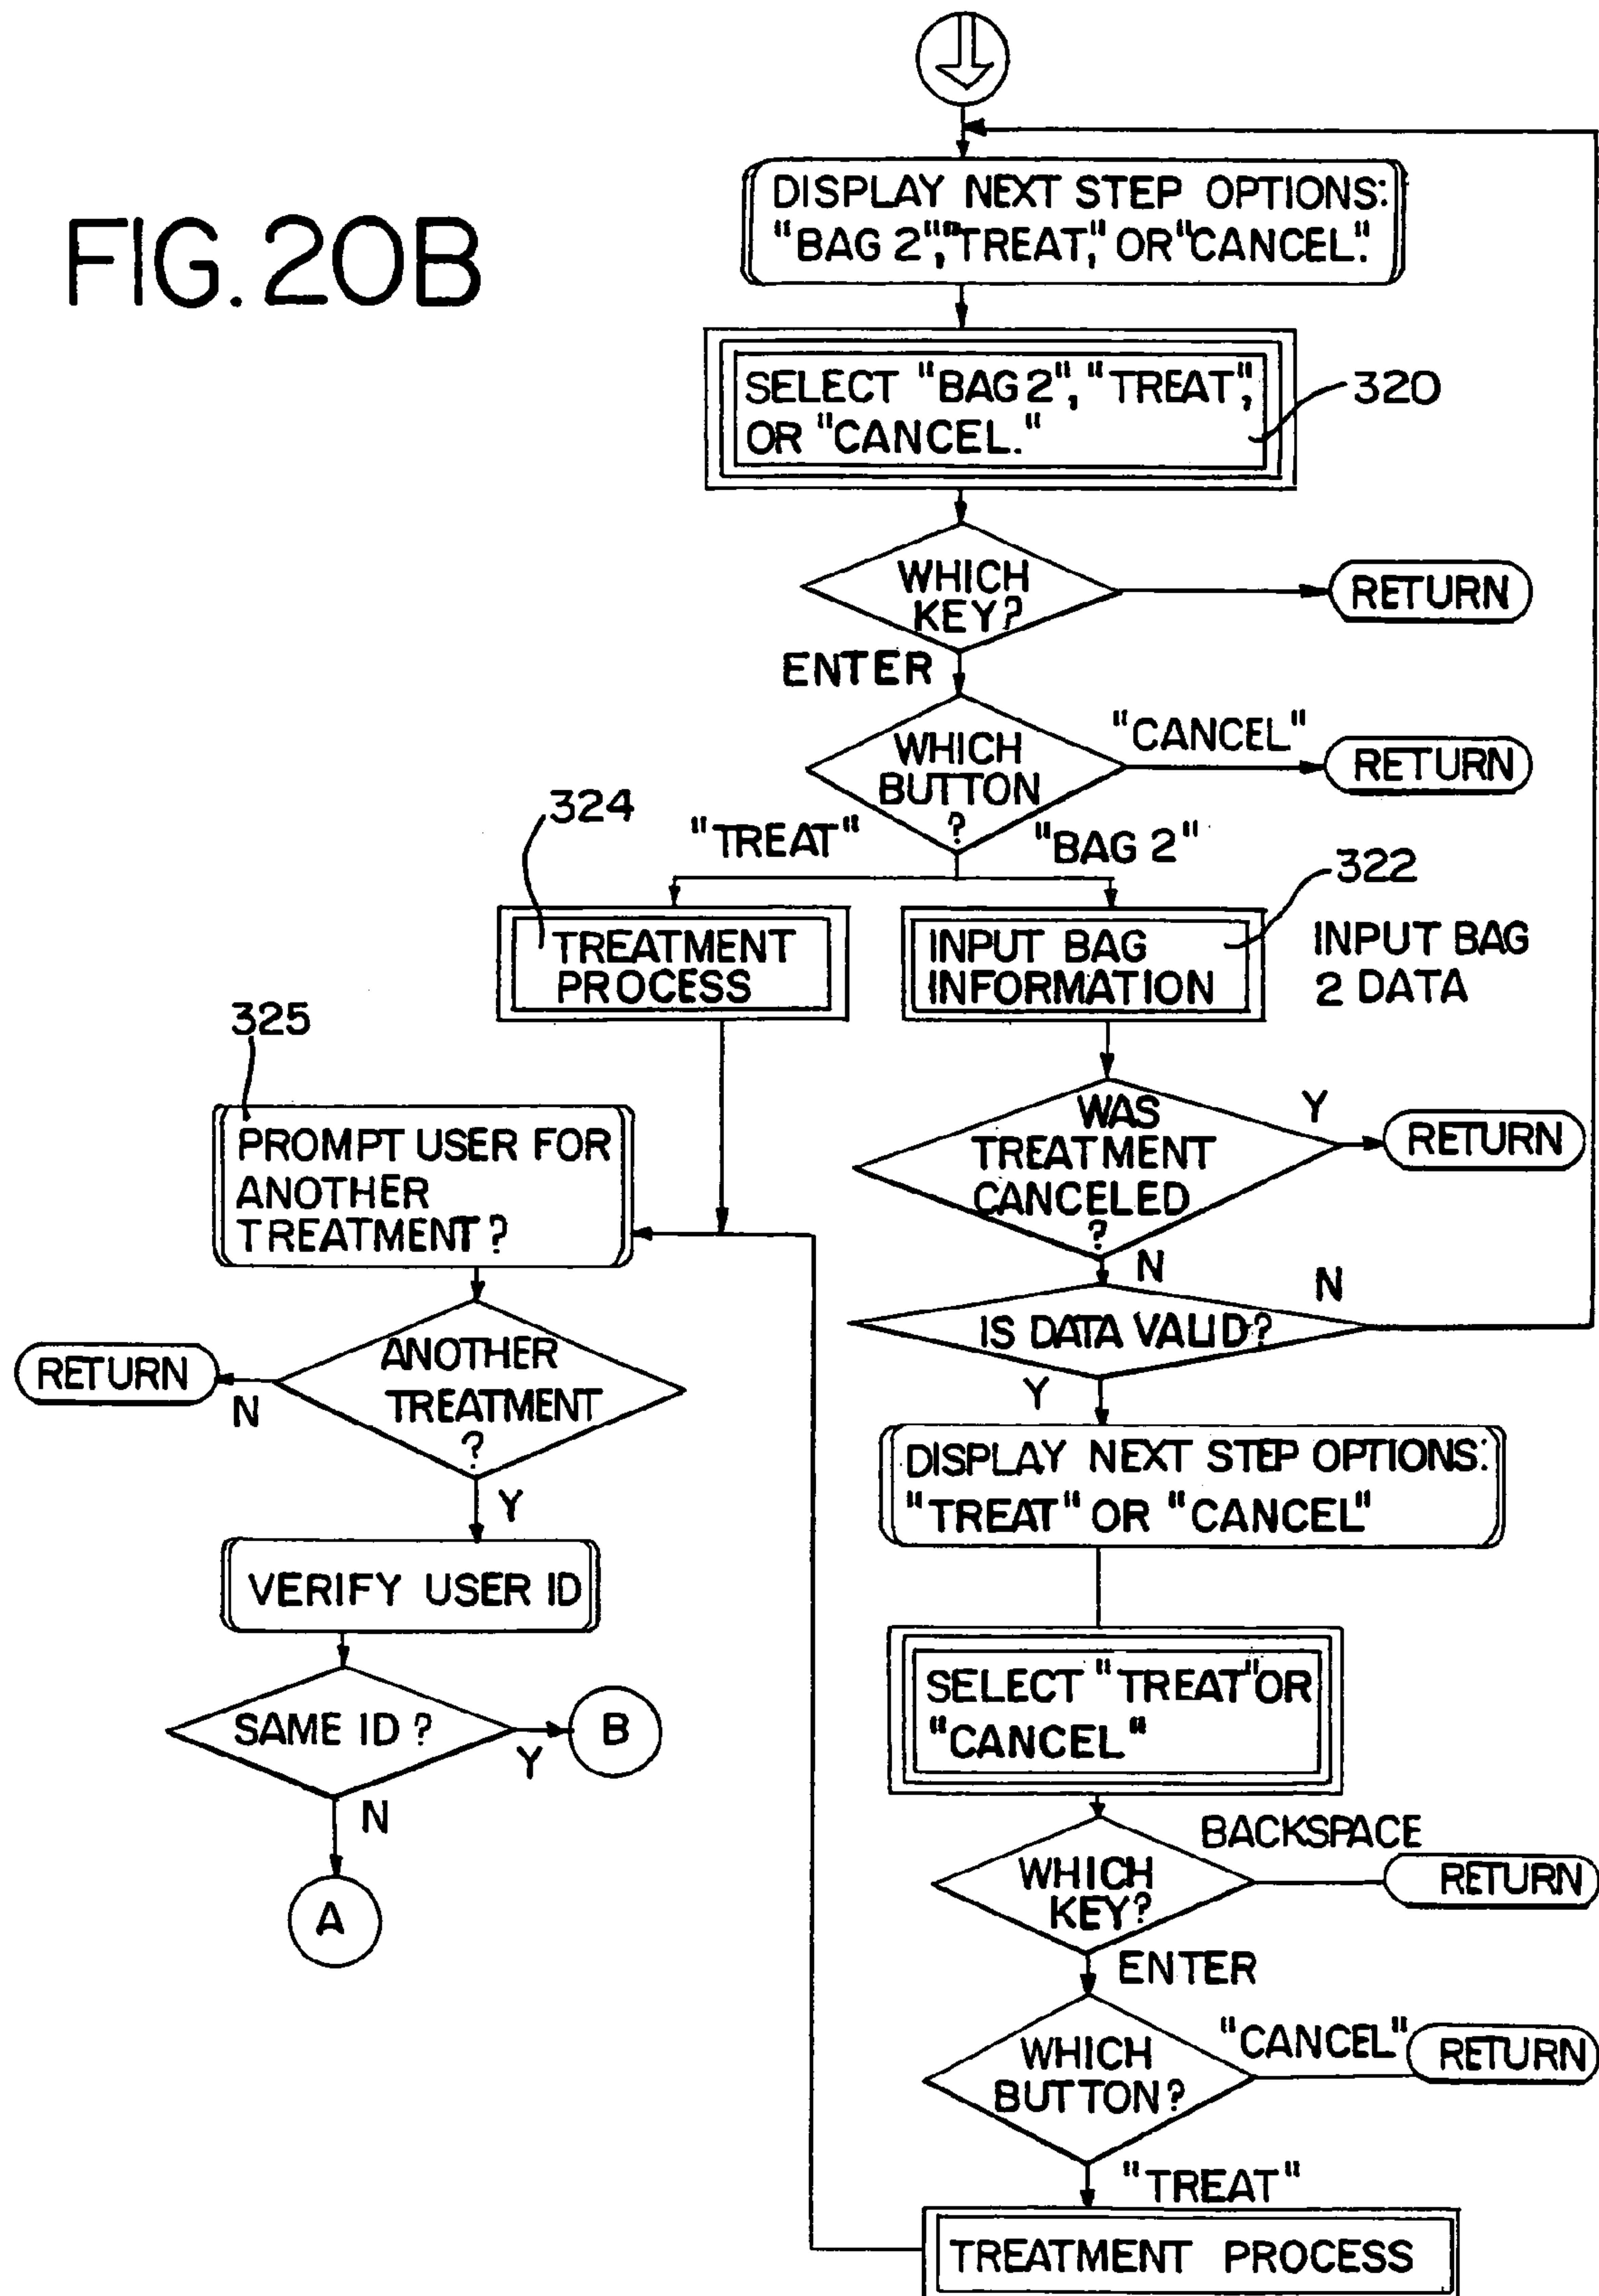 FIG. 20B
DISPLAY NEXT STEP OPTIONS:
"BAG 2","TREAT," OR "CANCEL."
SELECT "BAG 2", "TREAT",
OR "CANCEL."
320
WHICH
KEY?
RETURN
ENTER
WHICH
BUTTON
?
"CANCEL"
RETURN
"TREAT"
"BAG 2"
324
TREATMENT
PROCESS
322
INPUT BAG
INFORMATION
INPUT BAG
2 DATA
325
PROMPT USER FOR
ANOTHER
TREATMENT?
WAS
TREATMENT
CANCELED
?
Y
RETURN
N
IS DATA VALID?
N
Y
ANOTHER
TREATMENT
?
RETURN
N
Y
VERIFY USER ID
SAME ID?
Y
B
N
A
DISPLAY NEXT STEP OPTIONS:
"TREAT" OR "CANCEL"
SELECT "TREAT" OR
"CANCEL"
WHICH
KEY?
BACKSPACE
RETURN
ENTER
WHICH
BUTTON?
"CANCEL"
RETURN
"TREAT"
TREATMENT PROCESS